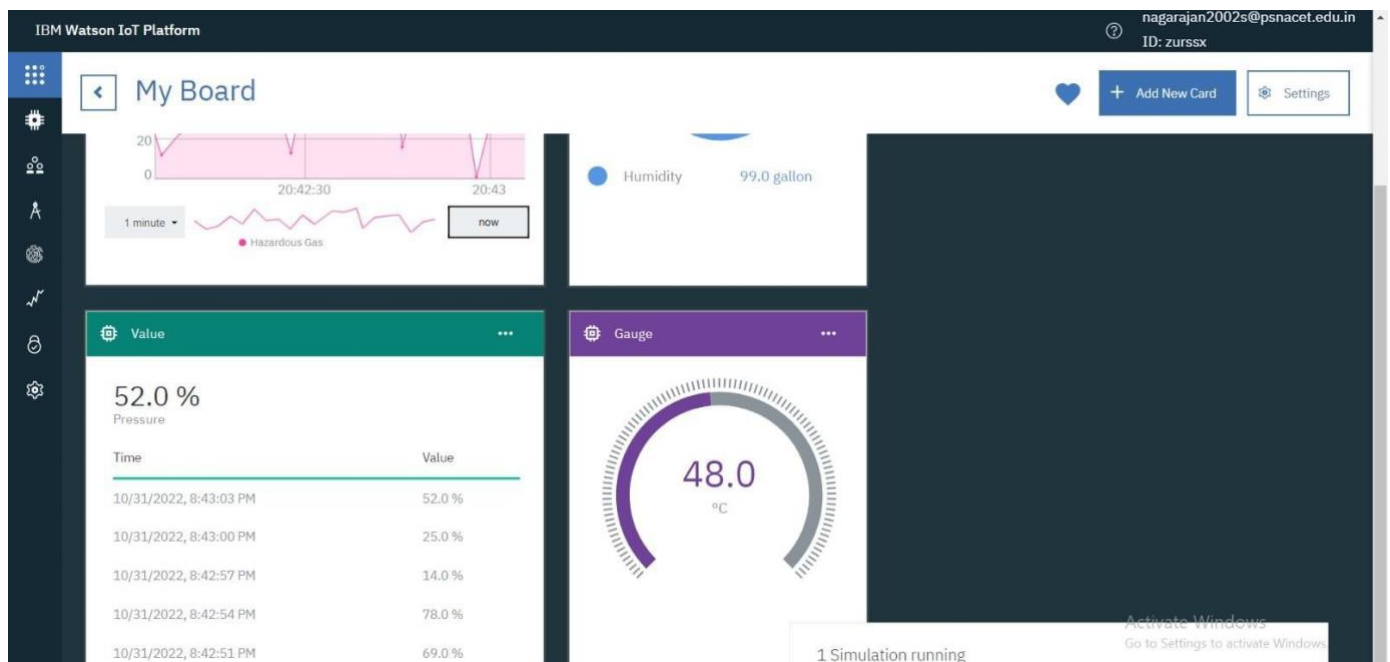 IBM Watson IoT Platform
nagarajan2002s@psnacet.edu.in
ID: zurssx
My Board
+ Add New Card
Settings
20
0
20:42:30 20:43
1 minute
now
Hazardous Gas
Humidity 99.0 gallon
Value
52.0 %
Pressure
Time Value
10/31/2022, 8:43:03 PM 52.0 %
10/31/2022, 8:43:00 PM 25.0 %
10/31/2022, 8:42:57 PM 14.0 %
10/31/2022, 8:42:54 PM 78.0 %
10/31/2022, 8:42:51 PM 69.0 %
Gauge
48.0
°C
Activate Windows
Go to Settings to activate Windows.
1 Simulation running